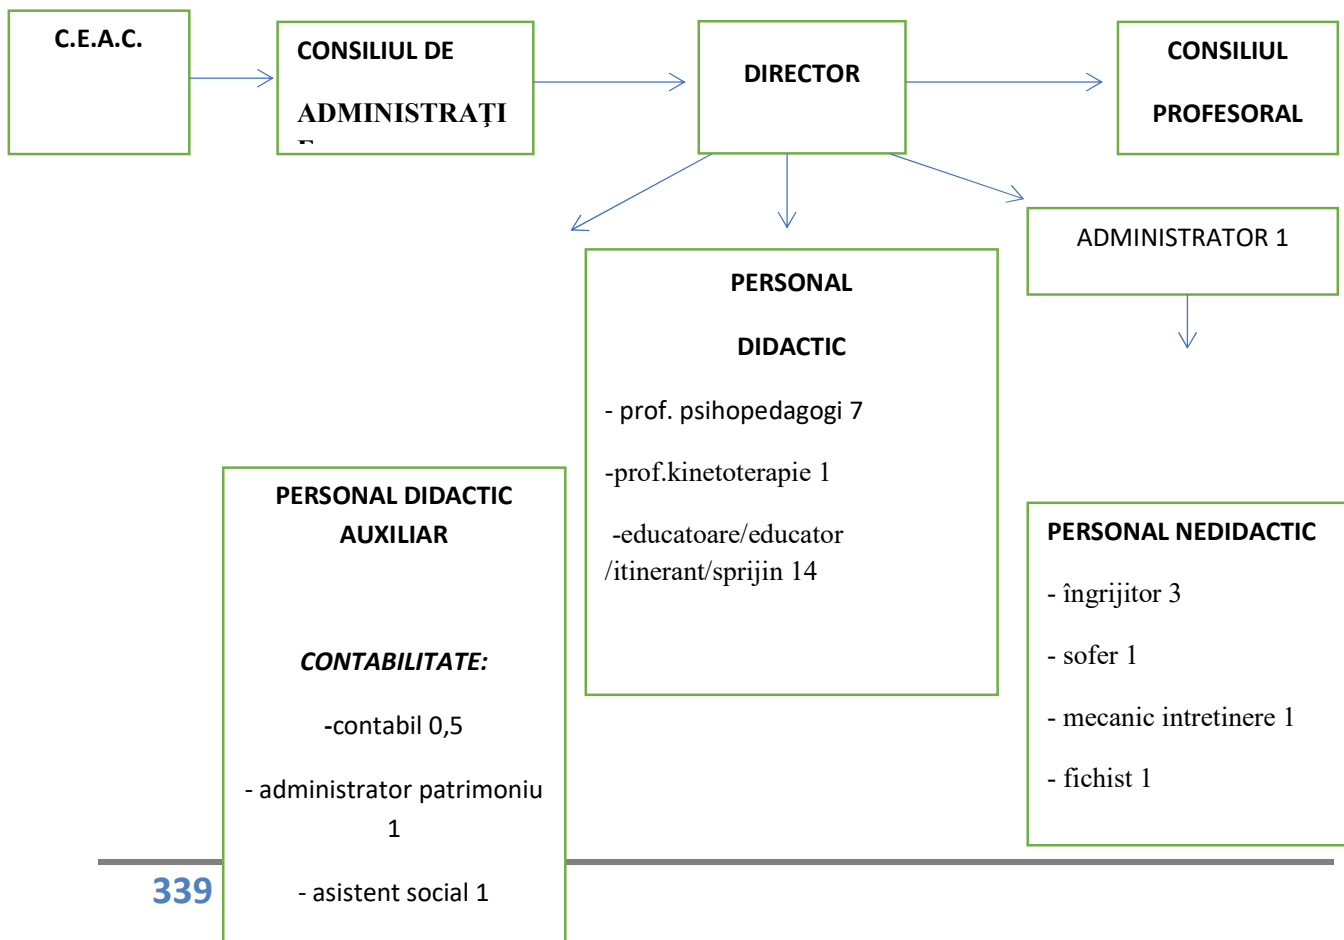 C.E.A.C.
CONSILIUL DE
ADMINISTRAŢI
DIRECTOR
CONSILIUL
PROFESORAL
ADMINISTRATOR 1
PERSONAL
DIDACTIC
- prof. psihopedagogi 7
-prof.kinetoterapie 1
-educatoare/educator
/itinerant/sprijin 14
PERSONAL DIDACTIC
AUXILIAR
CONTABILITATE:
-contabil 0,5
- administrator patrimoniu
1
- asistent social 1
PERSONAL NEDIDACTIC
- îngrijitor 3
- sofer 1
- mecanic intretinere 1
- fichist 1
339